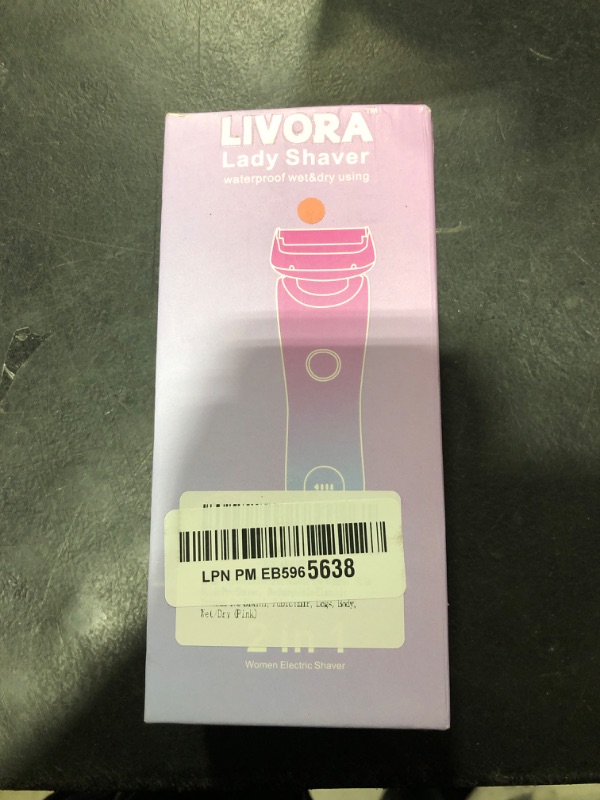 LIVORA™
Lady Shaver
waterproof wet&dry using
LPN PM EB5965638
Legs, Body,
Wet/Dry (Pink)
2 in 1
Women Electric Shaver